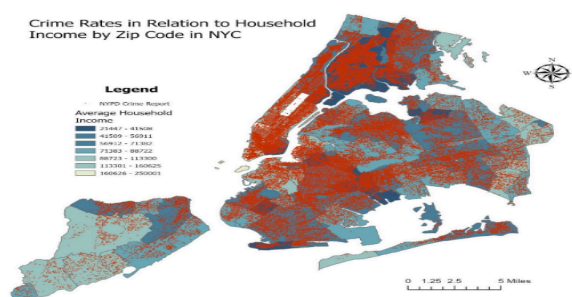 Crime Rates in Relation to Household
Income by Zip Code in NYC
N
W
E
S
Legend
NYPD Crime Report
Average Household
Income
21447 - 41508
41509 - 56911
56912 - 71382
71383 - 88722
88723 - 113300
113301 - 160625
160626 - 250001
0 1.25 2.5 5 Miles